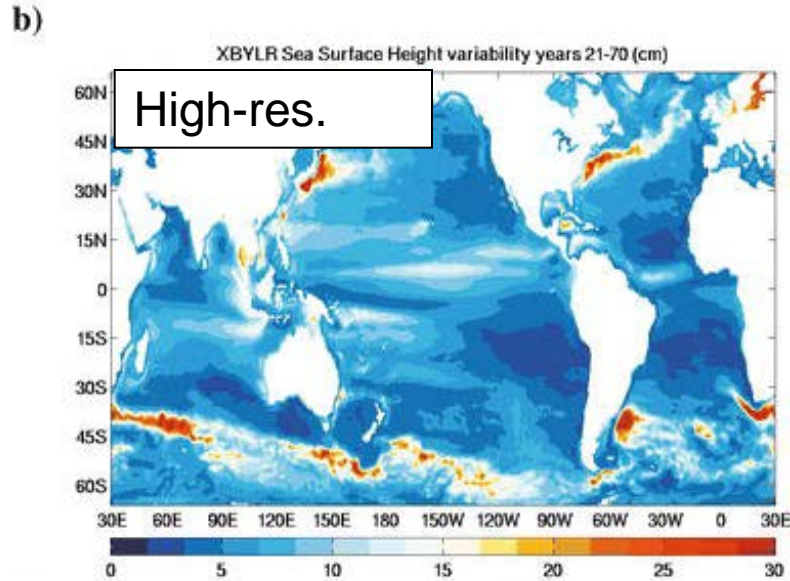 b)
XBYLR Sea Surface Height variability years 21-70 (cm)
High-res.
60N
45N
30N
15N
0
15S
30S
45S
60S
30E 60E 90E 120E 150E 180 150W 120W 90W 60W 30W 0 30E
0 5 10 15 20 25 30